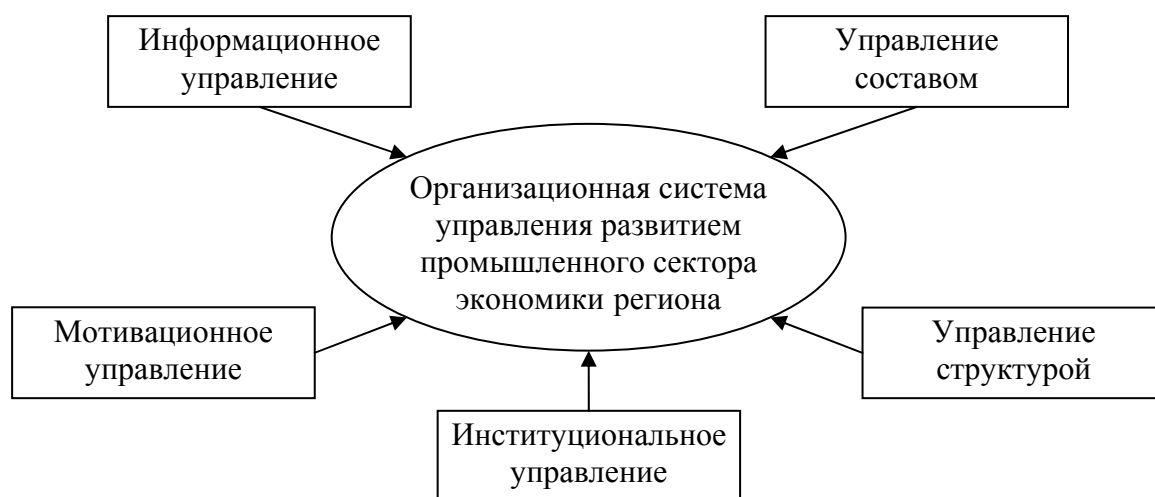 Информационное
управление
Управление
составом
Организационная система
управления развитием
промышленного сектора
экономики региона
Мотивационное
управление
Управление
структурой
Институциональное
управление